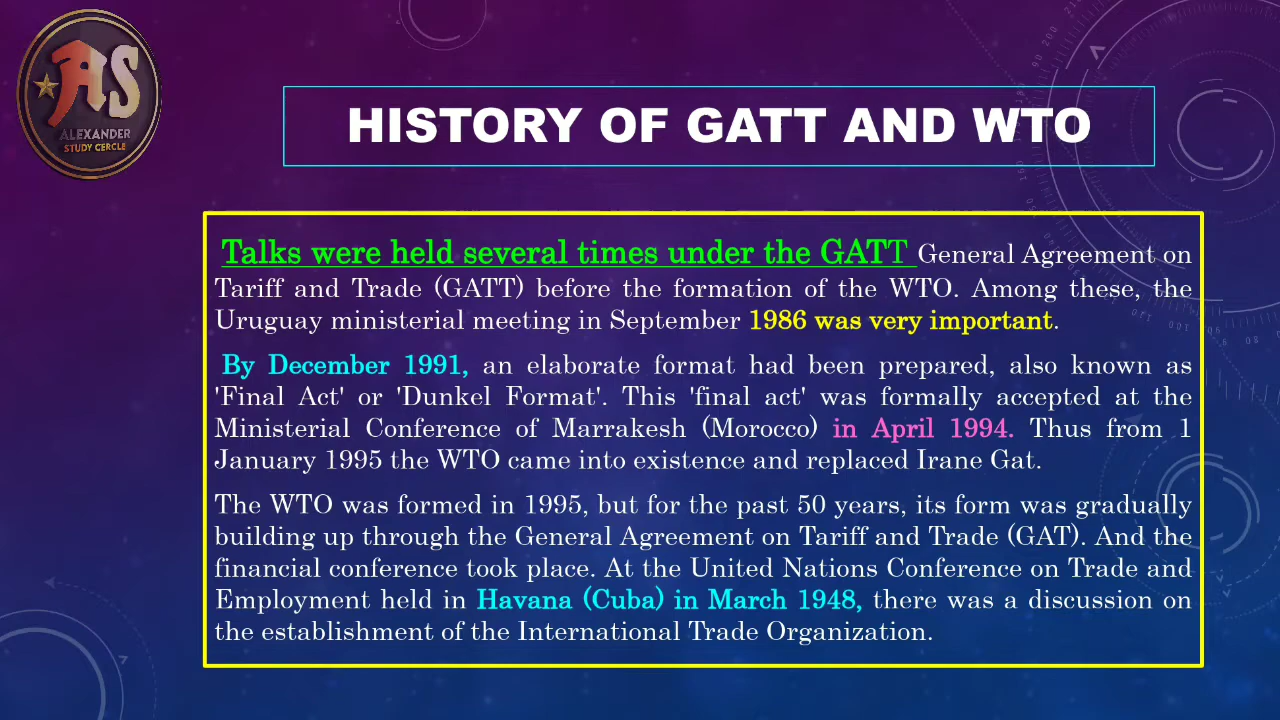 AS
ALEXANDER
STUDY CERCLE
HISTORY OF GATT AND WTO
Talks were held several times under the GATT General Agreement on
Tariff and Trade (GATT) before the formation of the WTO. Among these, the
Uruguay ministerial meeting in September 1986 was very important.
By December 1991, an elaborate format had been prepared, also known as
'Final Act' or 'Dunkel Format'. This 'final act' was formally accepted at the
Ministerial Conference of Marrakesh (Morocco) in April 1994. Thus from 1
January 1995 the WTO came into existence and replaced Irane Gat.
The WTO was formed in 1995, but for the past 50 years, its form was gradually
building up through the General Agreement on Tariff and Trade (GAT). And the
financial conference took place. At the United Nations Conference on Trade and
Employment held in Havana (Cuba) in March 1948, there was a discussion on
the establishment of the International Trade Organization.